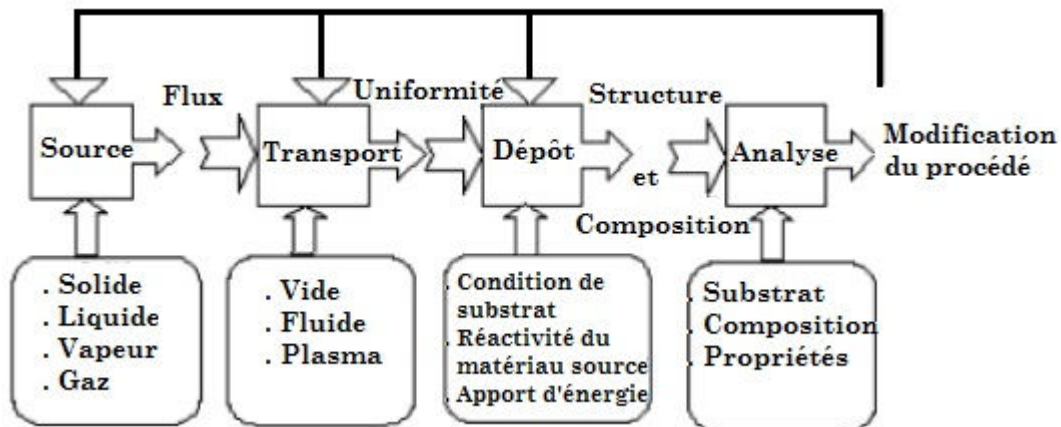 Flux
Uniformité
Structure
et
Composition
Source
Transport
Dépôt
Analyse
Modification
du procédé
. Solide
. Liquide
. Vapeur
. Gaz
. Vide
. Fluide
. Plasma
. Condition de
substrat
. Réactivité du
matériau source
. Apport d'énergie
. Substrat
. Composition
. Propriétés